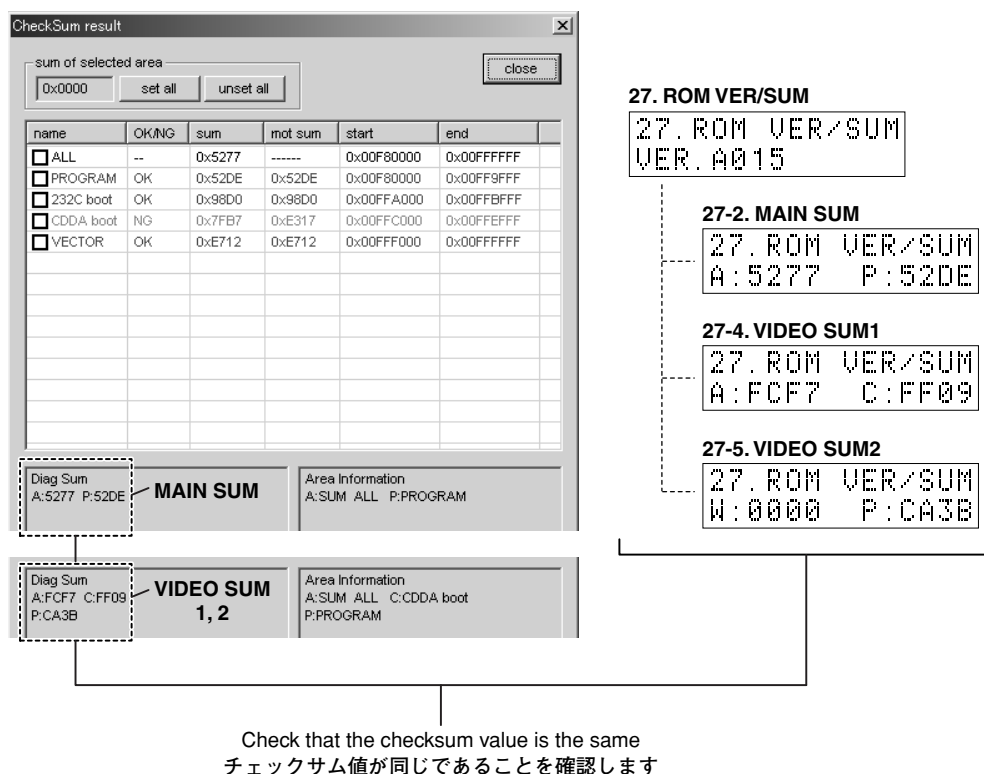 CheckSum result
sum of selected area
0x0000 set all unset all close
name OK/NG sum mot sum start end
ALL -- 0x5277 ------ 0x00F80000 0x00FFFFFF
PROGRAM OK 0x52DE 0x52DE 0x00F80000 0x00FF9FFF
232C boot OK 0x98D0 0x98D0 0x00FFA000 0x00FFBFFF
CDDA boot NG 0x7FB7 0xE317 0x00FFC000 0x00FFEFFF
VECTOR OK 0xE712 0xE712 0x00FFF000 0x00FFFFFF
Diag Sum
A:5277 P:52DE
MAIN SUM
Area Information
A:SUM ALL P:PROGRAM
Diag Sum
A:FCF7 C:FF09
P:CA3B
VIDEO SUM
1, 2
Area Information
A:SUM ALL C:CDDA boot
P:PROGRAM
27. ROM VER/SUM
27.ROM VER/SUM
VER.A015
27-2. MAIN SUM
27.ROM VER/SUM
A:5277 P:52DE
27-4. VIDEO SUM1
27.ROM VER/SUM
A:FCF7 C:FF09
27-5. VIDEO SUM2
27.ROM VER/SUM
W:0000 P:CA3B
Check that the checksum value is the same
チェックサム値が同じであることを確認します